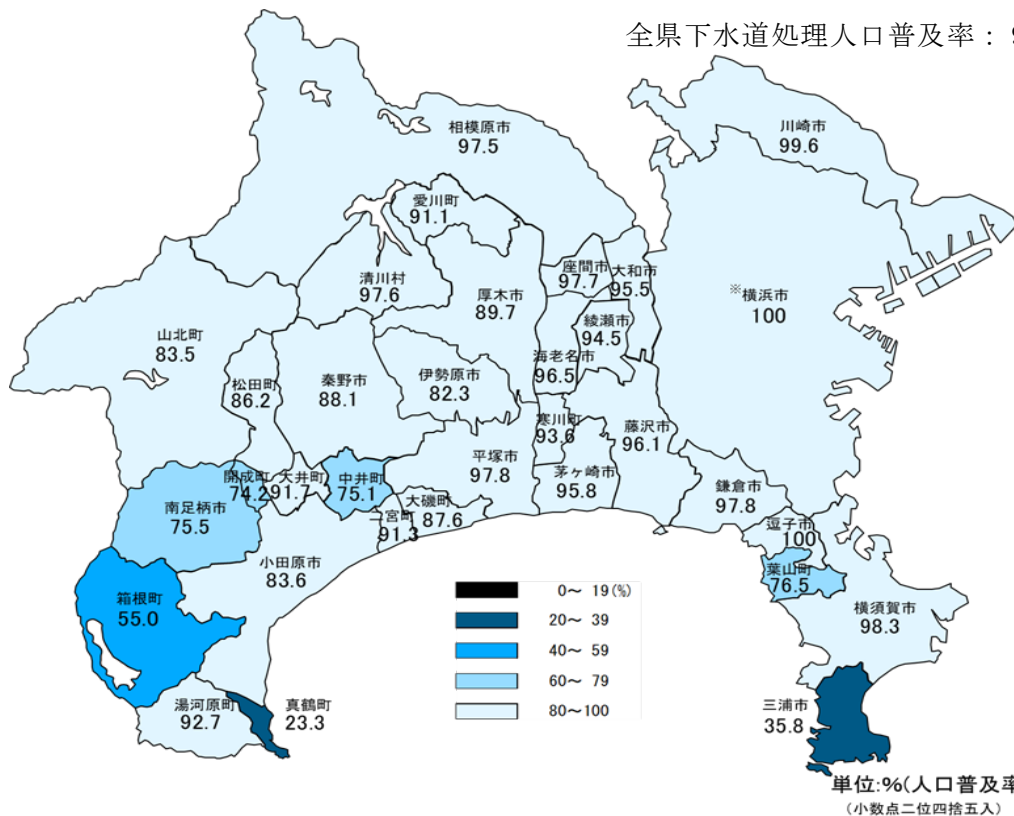 全県下水道処理人口普及率：9
川崎市
99.6
相模原市
97.5
愛川町
91.1
清川村
97.6
厚木市
89.7
座間市
97.7
大和市
95.5
※横浜市
100
綾瀬市
94.5
山北町
83.5
松田町
86.2
秦野市
88.1
伊勢原市
82.3
海老名市
96.5
寒川町
93.6
藤沢市
96.1
平塚市
97.8
茅ヶ崎市
95.8
鎌倉市
97.8
開成町
74.2
大井町
91.7
中井町
75.1
南足柄市
75.5
大磯町
87.6
二宮町
91.3
逗子市
100
葉山町
76.5
小田原市
83.6
箱根町
55.0
横須賀市
98.3
湯河原町
92.7
真鶴町
23.3
三浦市
35.8
0～ 19(%)
20～ 39
40～ 59
60～ 79
80～100
単位:%(人口普及率
（小数点二位四捨五入）